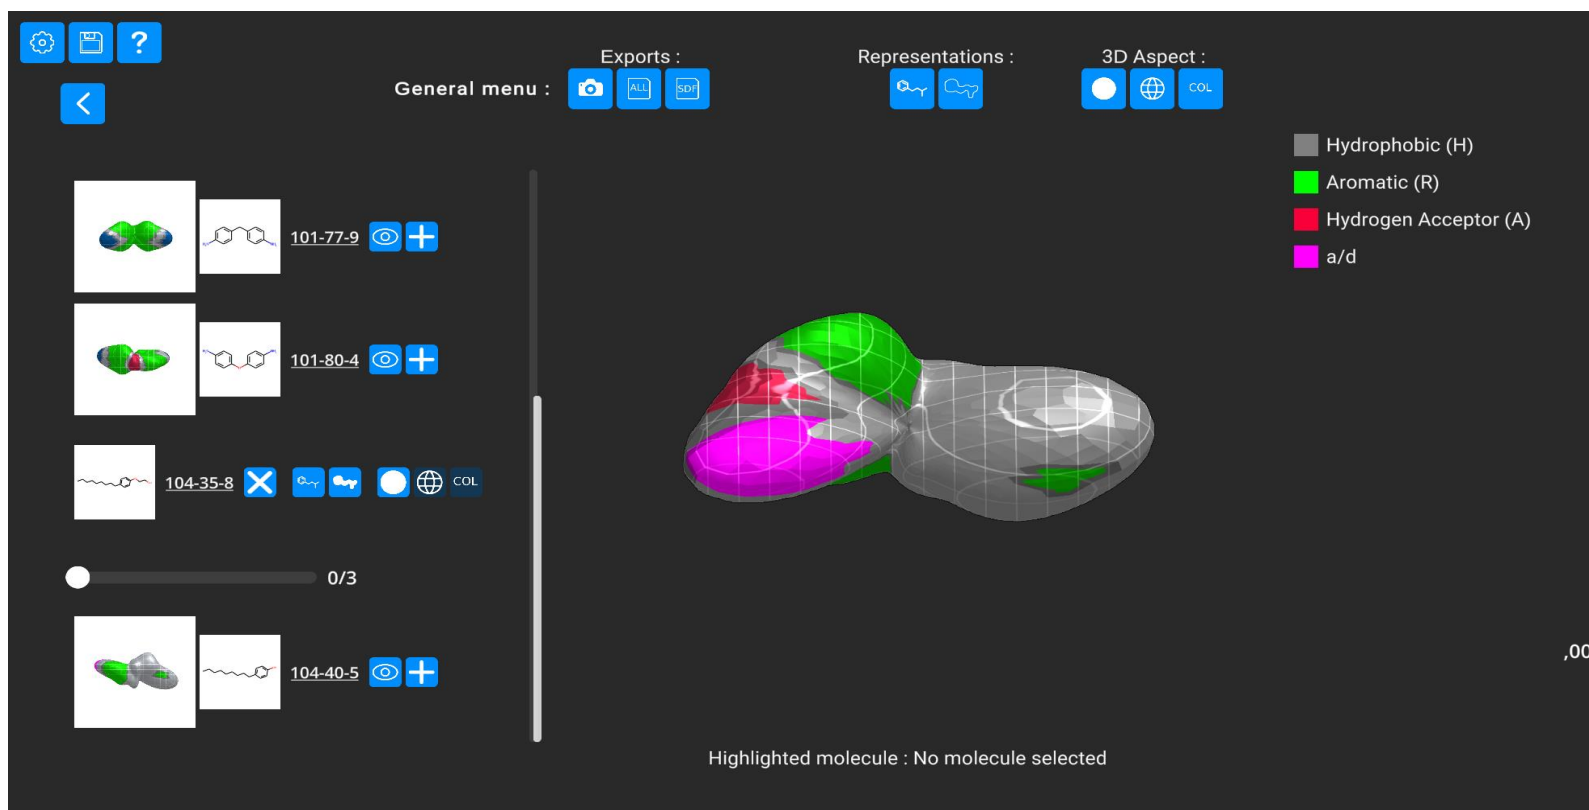 ?
Exports :
Representations :
3D Aspect :
General menu :
ALL
SDF
COL
Hydrophobic (H)
Aromatic (R)
Hydrogen Acceptor (A)
a/d
101-77-9
101-80-4
104-35-8
COL
0/3
104-40-5
,00
Highlighted molecule : No molecule selected